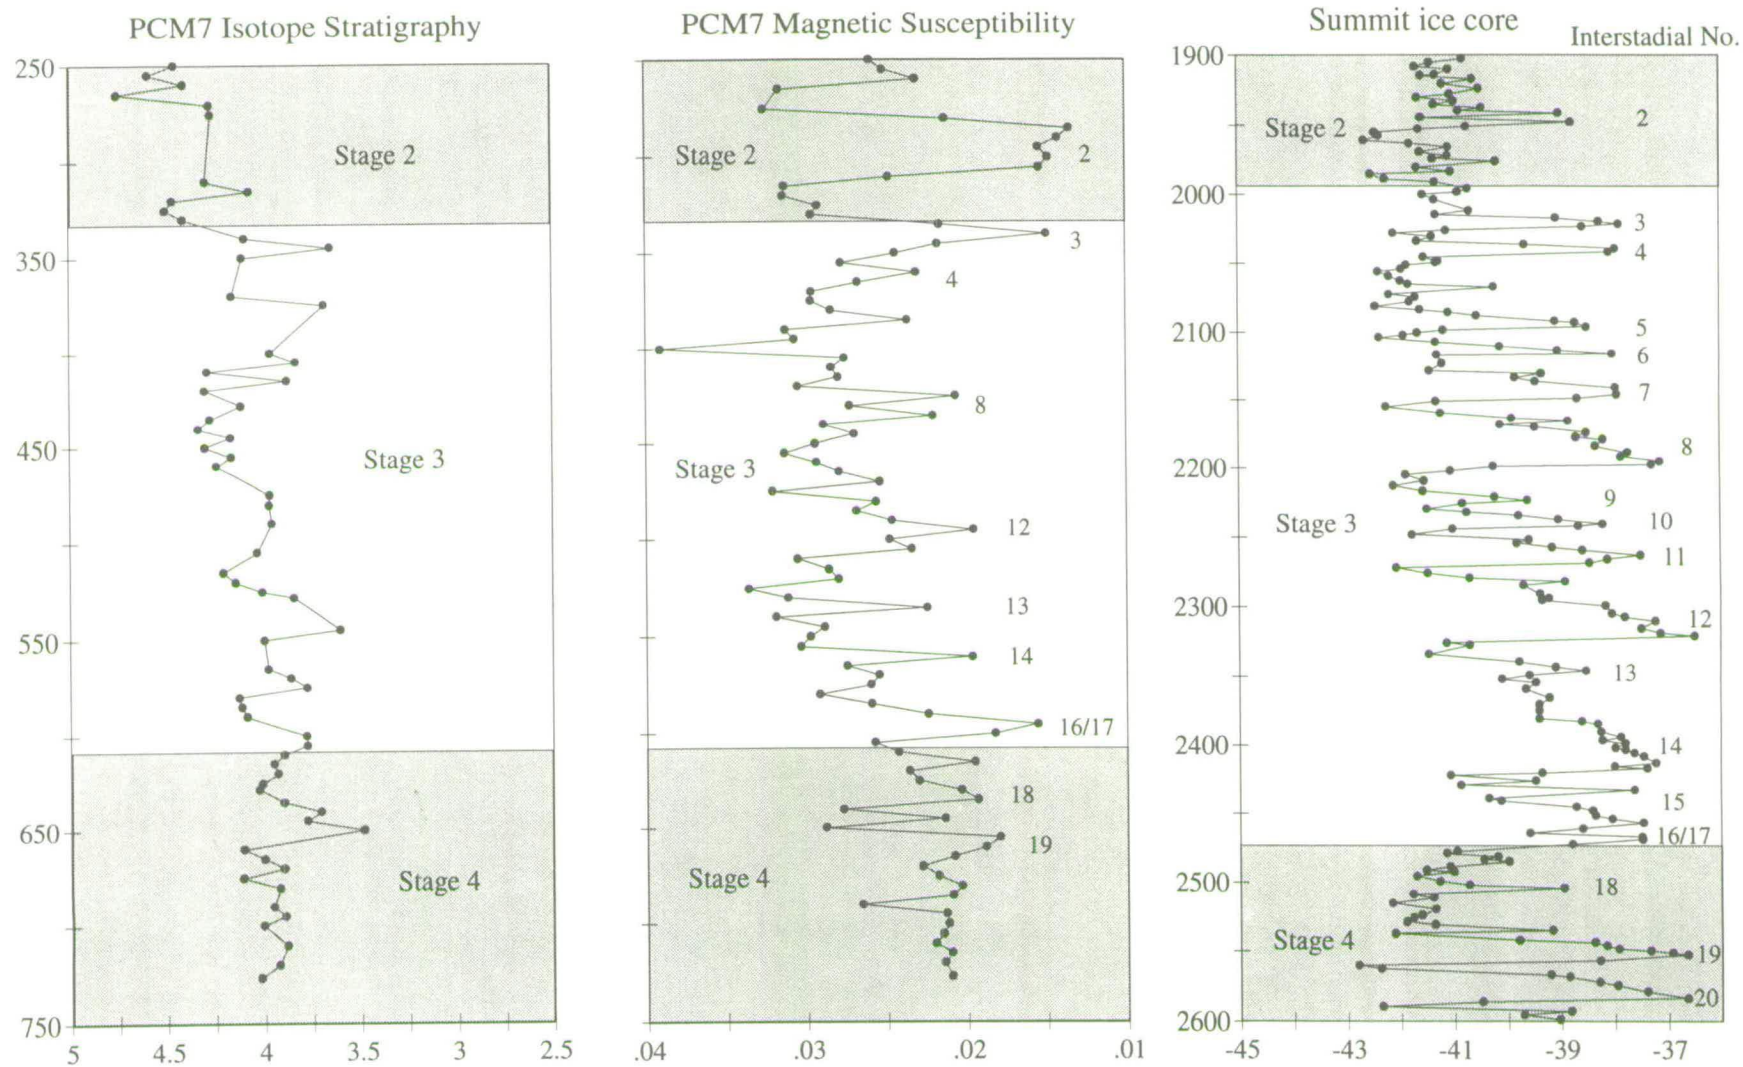 PCM7 Isotope Stratigraphy
250
350
450
550
650
750
5 4.5 4 3.5 3 2.5
Stage 2
Stage 3
Stage 4
PCM7 Magnetic Susceptibility
Stage 2
2
3
4
8
Stage 3
12
13
14
16/17
18
19
Stage 4
.04 .03 .02 .01
Summit ice core
Interstadial No.
1900
2000
2100
2200
2300
2400
2500
2600
Stage 2
2
3
4
5
6
7
8
9
10
Stage 3
11
12
13
14
15
16/17
18
Stage 4
19
20
-45 -43 -41 -39 -37